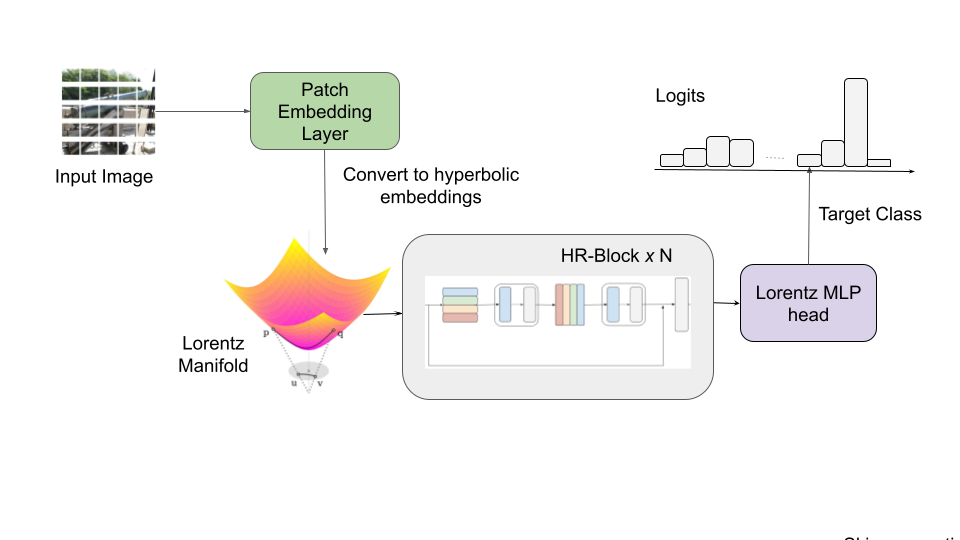 Patch
Embedding
Layer
Input Image
Convert to hyperbolic
embeddings
Logits
Target Class
HR-Block x N
Lorentz MLP
head
Lorentz
Manifold
p
q
u
v